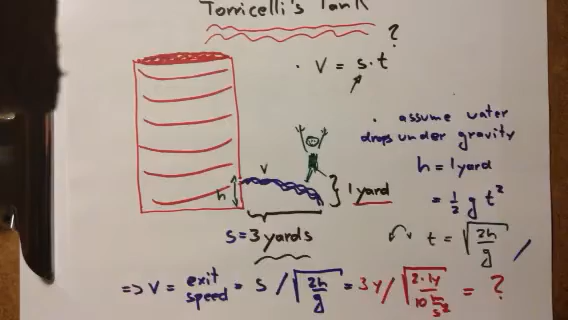 Torricelli's Tank
?
· V = s·t
· assume water
drops under gravity
h = 1 yard
= ½ g t²
t = √(2h/g)
V
h
} 1 yard
s = 3 yards
=> V = exit speed = s / √(2h/g) = 3y / √(2·1y / 10 m/s²) = ?